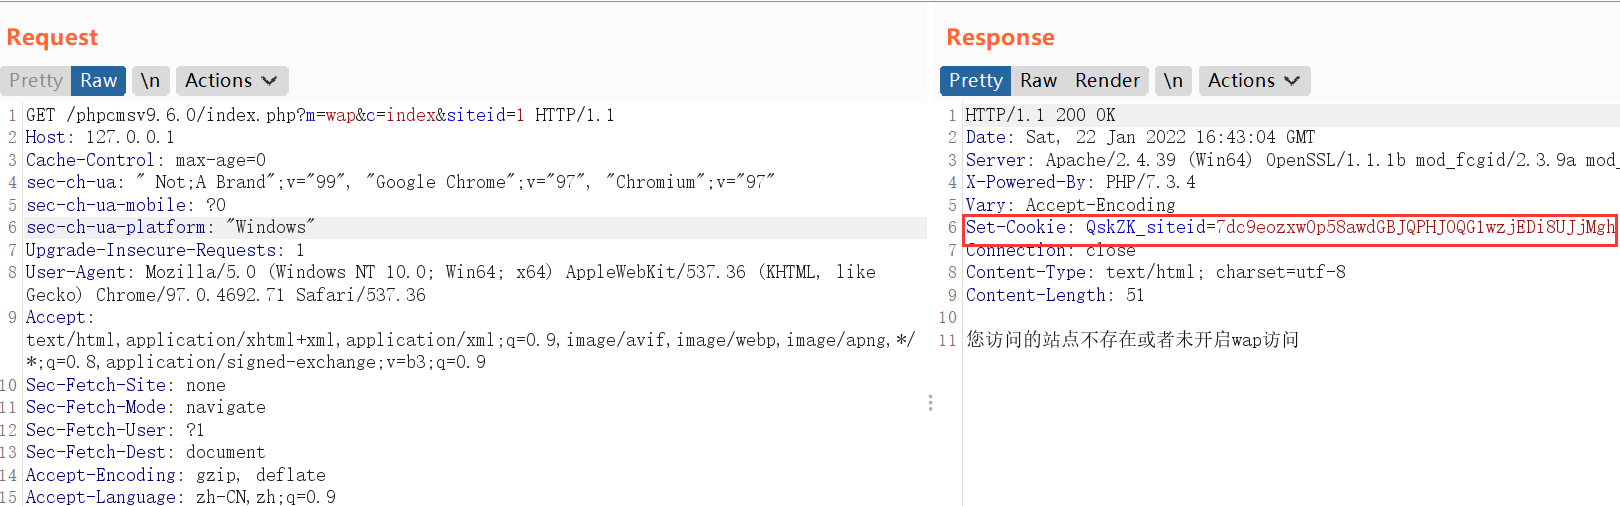 Request
Pretty Raw \n Actions
1 GET /phpcmsv9.6.0/index.php?m=wap&c=index&siteid=1 HTTP/1.1
2 Host: 127.0.0.1
3 Cache-Control: max-age=0
4 sec-ch-ua: " Not;A Brand";v="99", "Google Chrome";v="97", "Chromium";v="97"
5 sec-ch-ua-mobile: ?0
6 sec-ch-ua-platform: "Windows"
7 Upgrade-Insecure-Requests: 1
8 User-Agent: Mozilla/5.0 (Windows NT 10.0; Win64; x64) AppleWebKit/537.36 (KHTML, like
Gecko) Chrome/97.0.4692.71 Safari/537.36
9 Accept:
text/html,application/xhtml+xml,application/xml;q=0.9,image/avif,image/webp,image/apng,*/
*;q=0.8,application/signed-exchange;v=b3;q=0.9
10 Sec-Fetch-Site: none
11 Sec-Fetch-Mode: navigate
12 Sec-Fetch-User: ?1
13 Sec-Fetch-Dest: document
14 Accept-Encoding: gzip, deflate
15 Accept-Language: zh-CN,zh;q=0.9
Response
Pretty Raw Render \n Actions
1 HTTP/1.1 200 OK
2 Date: Sat, 22 Jan 2022 16:43:04 GMT
3 Server: Apache/2.4.39 (Win64) OpenSSL/1.1.1b mod_fcgid/2.3.9a mod_
4 X-Powered-By: PHP/7.3.4
5 Vary: Accept-Encoding
6 Set-Cookie: QskZK_siteid=7dc9eozxw0p58awdGBJQPHJ0QG1wzjEDi8UJjMgh
7 Connection: close
8 Content-Type: text/html; charset=utf-8
9 Content-Length: 51
10
11 您访问的站点不存在或者未开启wap访问